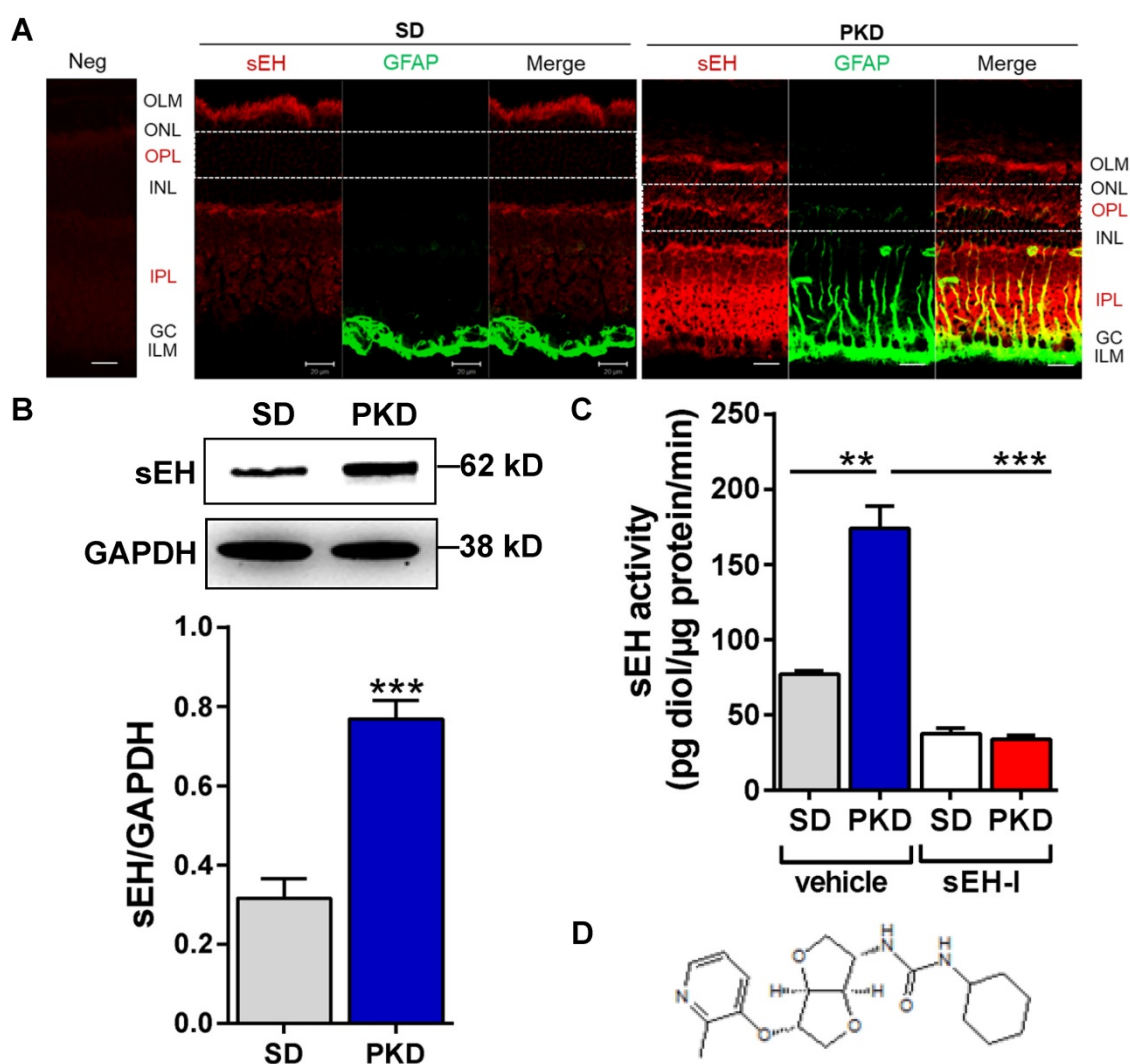 A
SD
PKD
Neg
sEH
GFAP
Merge
sEH
GFAP
Merge
OLM
ONL
OPL
INL
IPL
GC
ILM
20 µm
20 µm
20 µm
OLM
ONL
OPL
INL
IPL
GC
ILM
B
SD PKD
sEH
62 kD
GAPDH
38 kD
sEH/GAPDH
1.0
0.8
0.6
0.4
0.2
0.0
***
SD PKD
C
sEH activity
(pg diol/µg protein/min)
250
200
150
100
50
0
** ***
SD PKD SD PKD
vehicle sEH-I
D
N
O
O
H
H
O
H
N
O
N
H